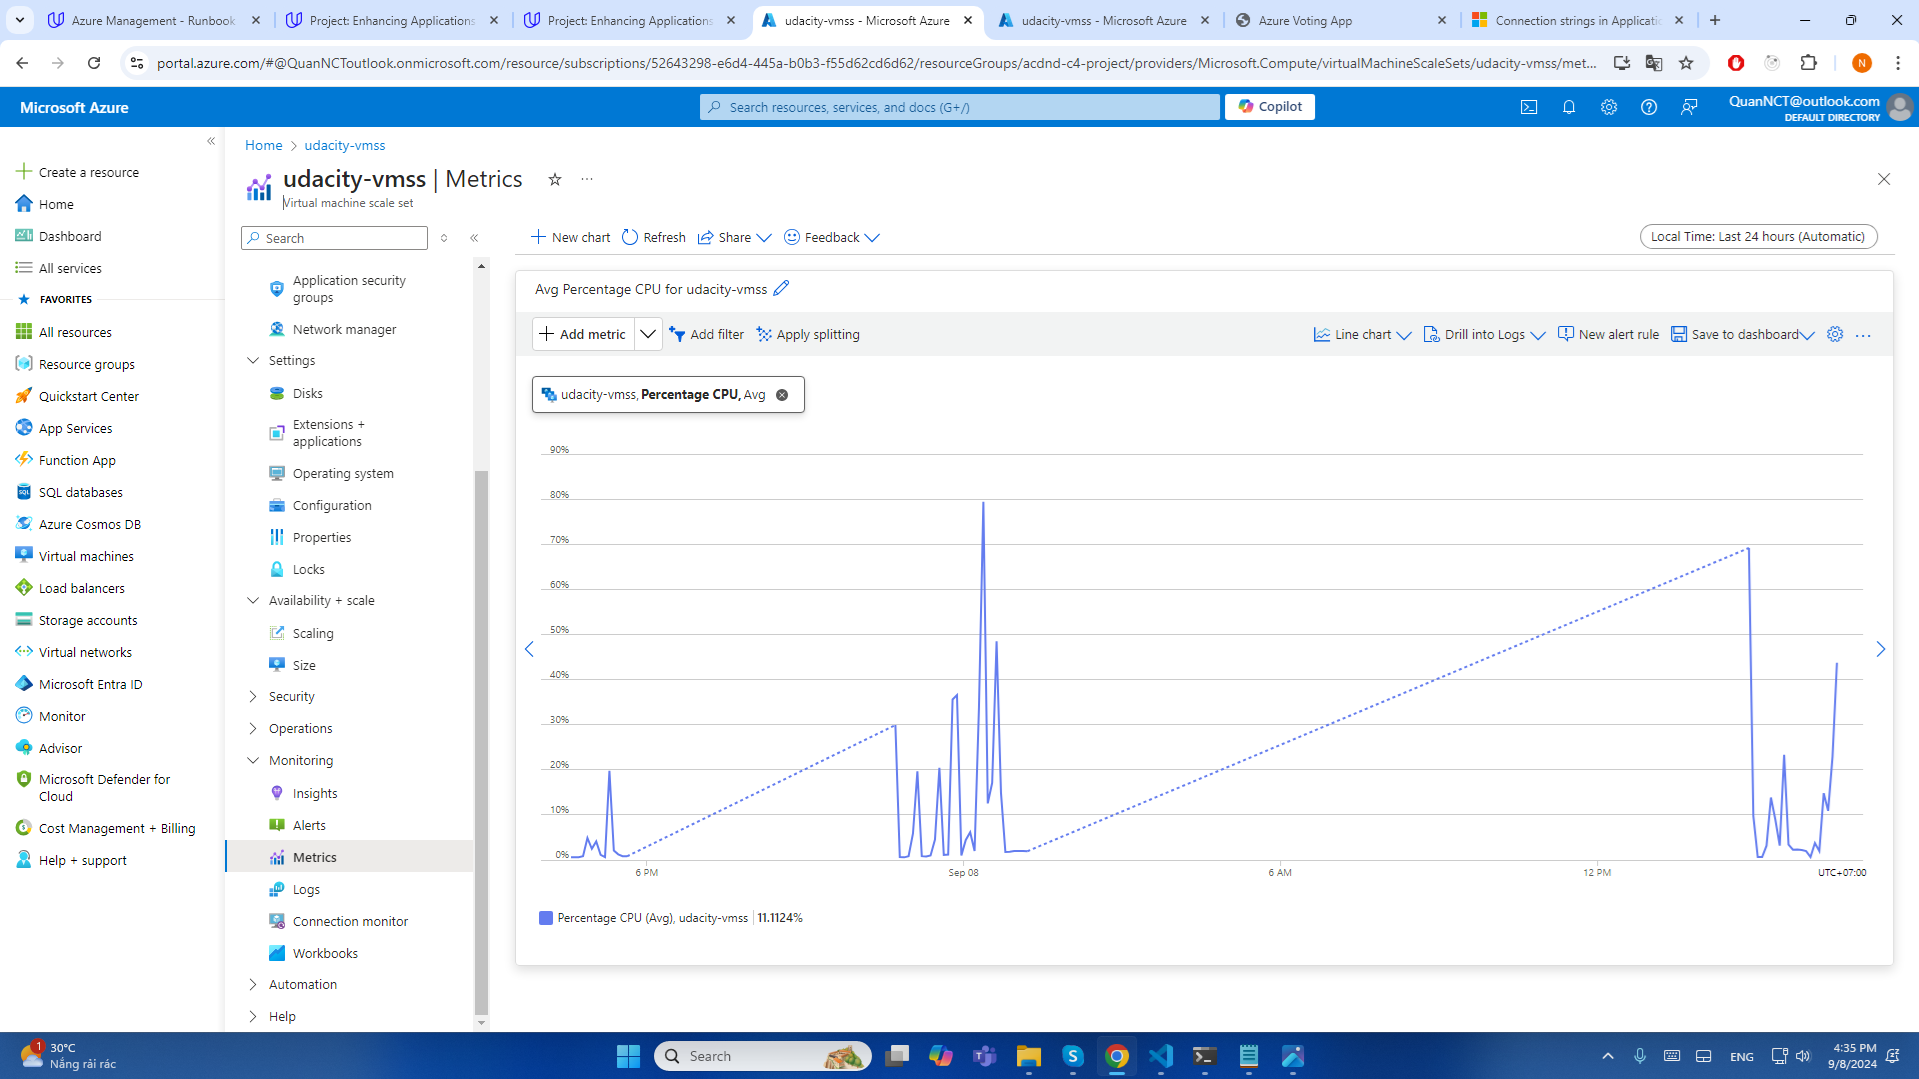 Azure Management - Runbook
Project: Enhancing Applications
Project: Enhancing Applications
udacity-vmss - Microsoft Azure
udacity-vmss - Microsoft Azure
Azure Voting App
Connection strings in Applicatio
portal.azure.com/#@QuanNCToutlook.onmicrosoft.com/resource/subscriptions/52643298-e6d4-445a-b0b3-f55d62cd6d62/resourceGroups/acdnd-c4-project/providers/Microsoft.Compute/virtualMachineScaleSets/udacity-vmss/met...
N
Microsoft Azure
Search resources, services, and docs (G+/)
Copilot
QuanNCT@outlook.com
DEFAULT DIRECTORY
Create a resource
Home
Dashboard
All services
FAVORITES
All resources
Resource groups
Quickstart Center
App Services
Function App
SQL databases
Azure Cosmos DB
Virtual machines
Load balancers
Storage accounts
Virtual networks
Microsoft Entra ID
Monitor
Advisor
Microsoft Defender for
Cloud
Cost Management + Billing
Help + support
Home > udacity-vmss
udacity-vmss | Metrics
Virtual machine scale set
Search
Application security
groups
Network manager
Settings
Disks
Extensions +
applications
Operating system
Configuration
Properties
Locks
Availability + scale
Scaling
Size
Security
Operations
Monitoring
Insights
Alerts
Metrics
Logs
Connection monitor
Workbooks
Automation
Help
New chart
Refresh
Share
Feedback
Local Time: Last 24 hours (Automatic)
Avg Percentage CPU for udacity-vmss
Add metric
Add filter
Apply splitting
Line chart
Drill into Logs
New alert rule
Save to dashboard
udacity-vmss, Percentage CPU, Avg
90%
80%
70%
60%
50%
40%
30%
20%
10%
0%
6 PM
Sep 08
6 AM
12 PM
UTC+07:00
Percentage CPU (Avg), udacity-vmss | 11.1124%
1
30°C
Nắng rải rác
Search
ENG
4:35 PM
9/8/2024